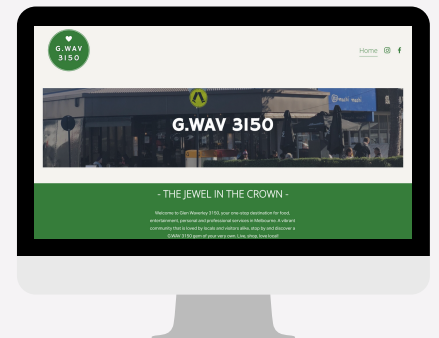 G.WAV
3150
Home
G.WAV 3150
- THE JEWEL IN THE CROWN -
Welcome to Glen Waverley 3150, your one-stop destination for food,
entertainment, personal and professional services in Melbourne. A vibrant
community that is loved by locals and visitors alike, stop by and discover a
G.WAV 3150 gem of your very own. Live, shop, love local!